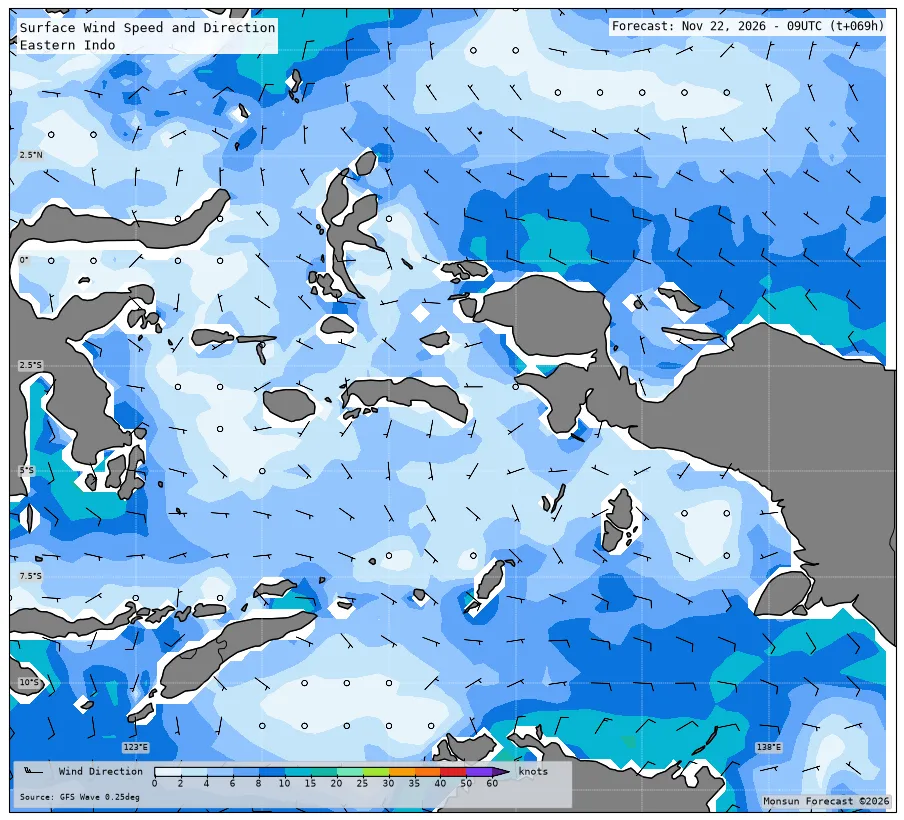 Surface Wind Speed and Direction
Eastern Indo
Forecast: Nov 22, 2026 - 09UTC (t+069h)
2.5°N
0°
2.5°S
5°S
7.5°S
10°S
123°E
138°E
Wind Direction
knots
0 2 4 6 8 10 15 20 25 30 35 40 50 60
Source: GFS Wave 0.25deg
Monsun Forecast ©2026